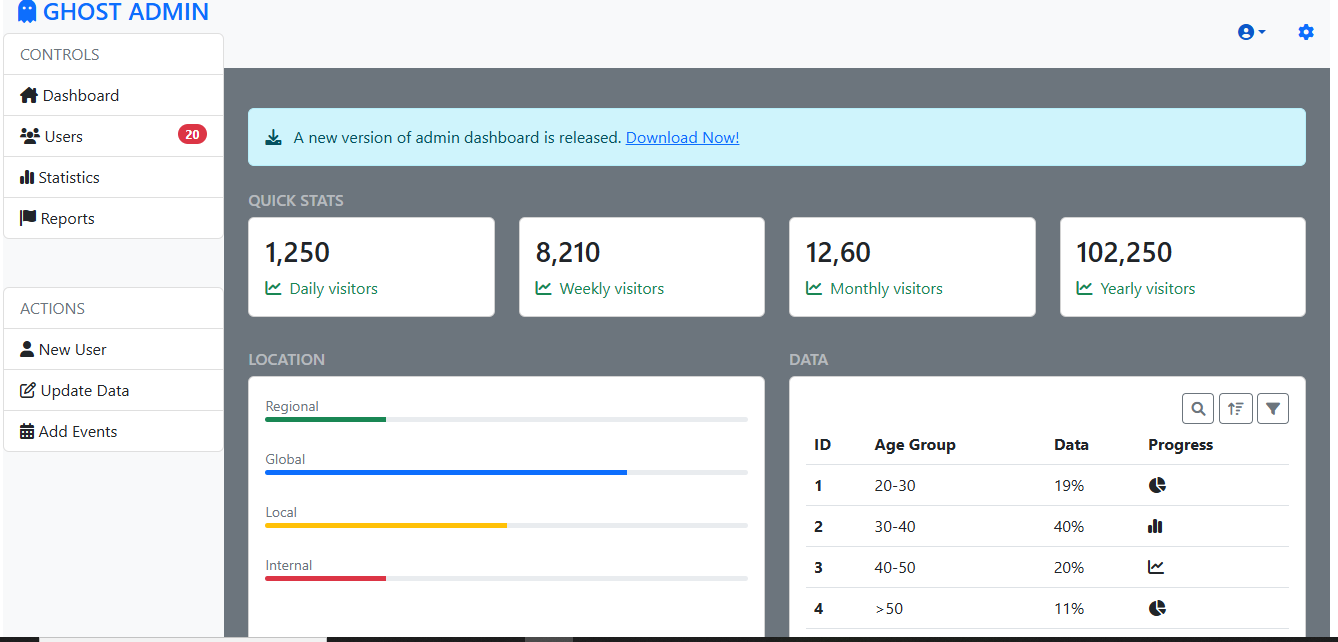 GHOST ADMIN
CONTROLS
Dashboard
Users 20
Statistics
Reports
ACTIONS
New User
Update Data
Add Events
A new version of admin dashboard is released. Download Now!
QUICK STATS
1,250
Daily visitors
8,210
Weekly visitors
12,60
Monthly visitors
102,250
Yearly visitors
LOCATION
Regional
Global
Local
Internal
DATA
ID Age Group Data Progress
1 20-30 19%
2 30-40 40%
3 40-50 20%
4 >50 11%